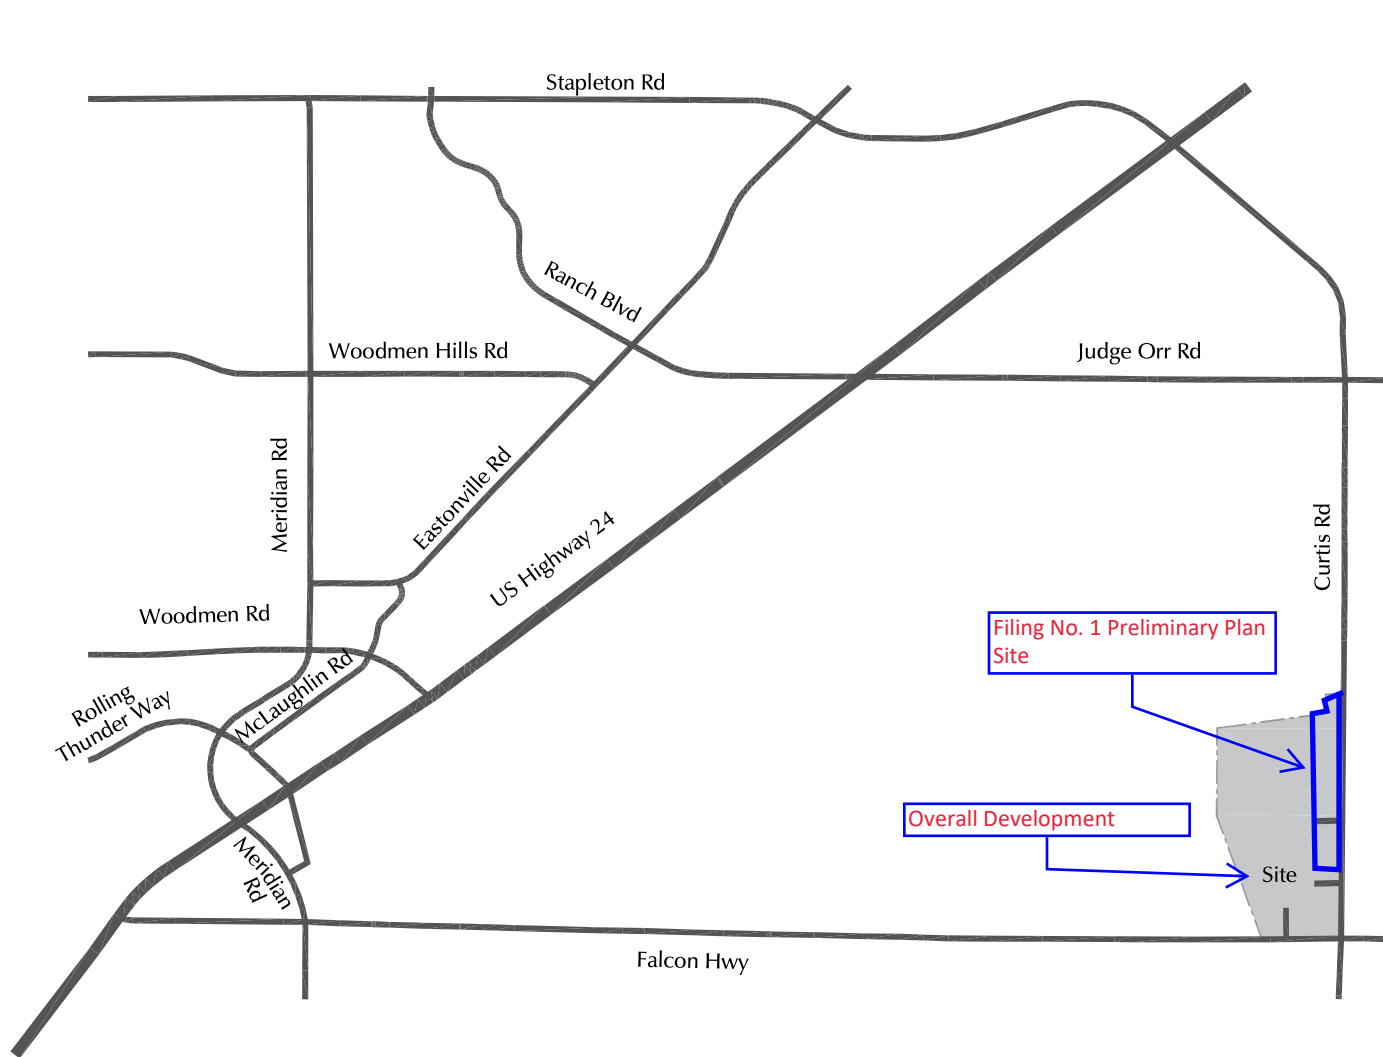 Stapleton Rd
Ranch Blvd
Woodmen Hills Rd
Judge Orr Rd
Meridian Rd
Eastonville Rd
US Highway 24
Curtis Rd
Woodmen Rd
Filing No. 1 Preliminary Plan
Site
McLaughlin Rd
Rolling
Thunder Way
Overall Development
Meridian
Rd
Site
Falcon Hwy